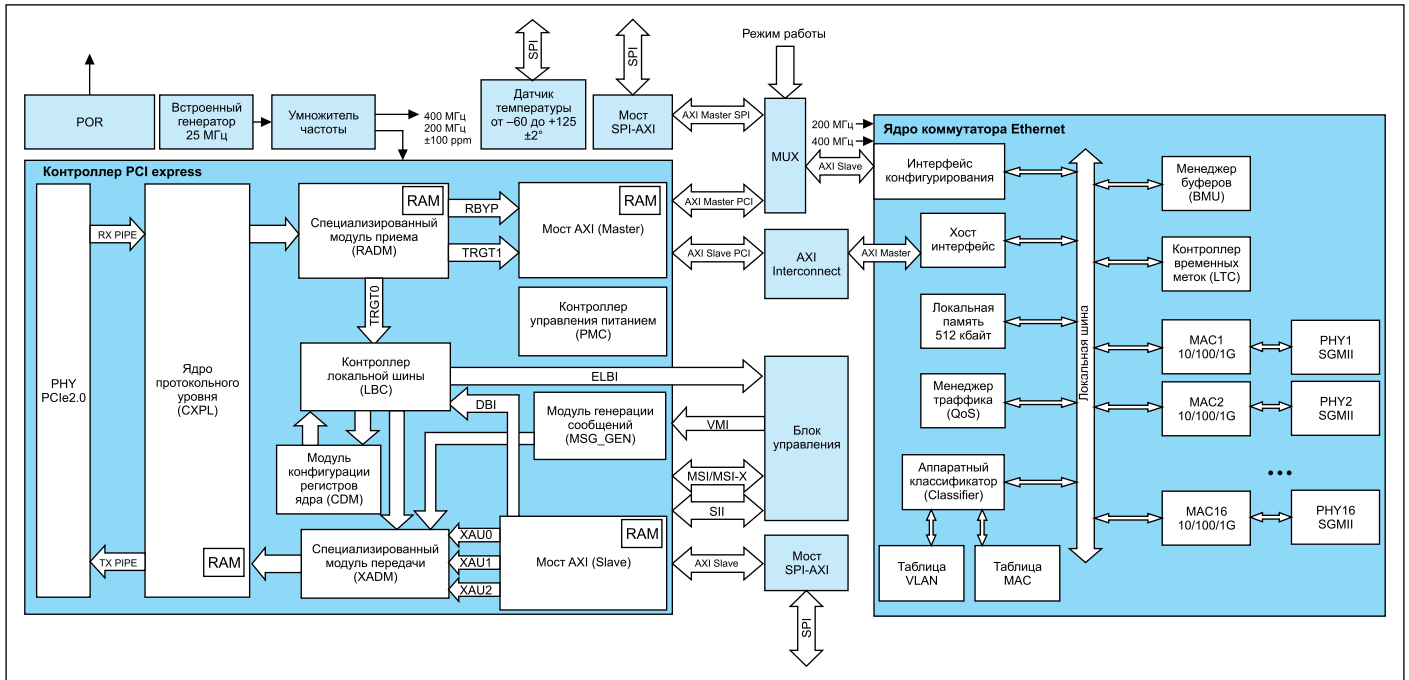 Режим работы
SPI
SPI
POR
Встроенный
генератор
25 МГц
Умножитель
частоты
400 МГц
200 МГц
±100 ppm
Датчик
температуры
от –60 до +125
±2°
Мост
SPI-AXI
AXI Master SPI
MUX
200 МГц
400 МГц
AXI Slave
AXI Master PCI
AXI Slave PCI
AXI
Interconnect
AXI Master
Контроллер PCI express
PHY
PCIe2.0
RX PIPE
TX PIPE
Ядро
протокольного
уровня
(CXPL)
RAM
Специализированный
модуль приема
(RADM)
RAM
RBYP
TRGT1
TRGT0
Мост AXI (Master)
RAM
Контроллер
управления питанием
(PMC)
Контроллер
локальной шины
(LBC)
ELBI
DBI
Модуль генерации
сообщений
(MSG_GEN)
VMI
MSI/MSI-X
SII
Блок
управления
Модуль
конфигурации
регистров
ядра (CDM)
Специализированный
модуль передачи
(XADM)
XAU0
XAU1
XAU2
Мост AXI (Slave)
RAM
AXI Slave
Мост
SPI-AXI
SPI
Ядро коммутатора Ethernet
Интерфейс
конфигурирования
Хост
интерфейс
Локальная
память
512 кбайт
Менеджер
траффика
(QoS)
Аппаратный
классификатор
(Classifier)
Таблица
VLAN
Таблица
MAC
Локальная шина
Менеджер
буферов
(BMU)
Контроллер
временных
меток (LTC)
MAC1
10/100/1G
PHY1
SGMII
MAC2
10/100/1G
PHY2
SGMII
•••
MAC16
10/100/1G
PHY16
SGMII